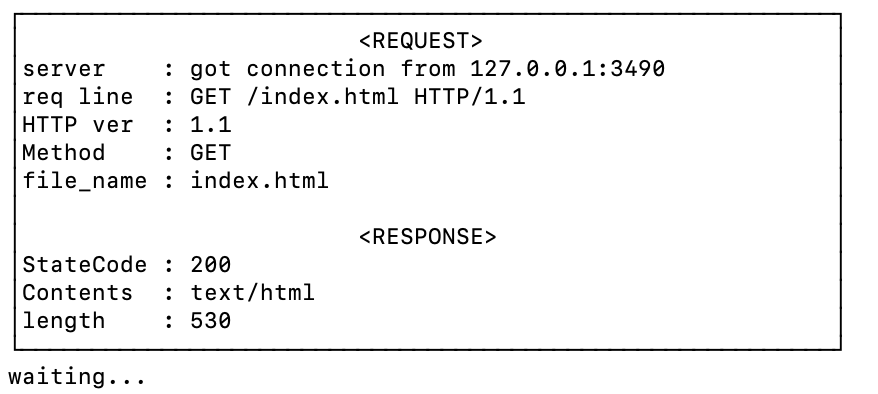 <REQUEST>
server    : got connection from 127.0.0.1:3490
req line  : GET /index.html HTTP/1.1
HTTP ver  : 1.1
Method    : GET
file_name : index.html
<RESPONSE>
StateCode : 200
Contents  : text/html
length    : 530
waiting...